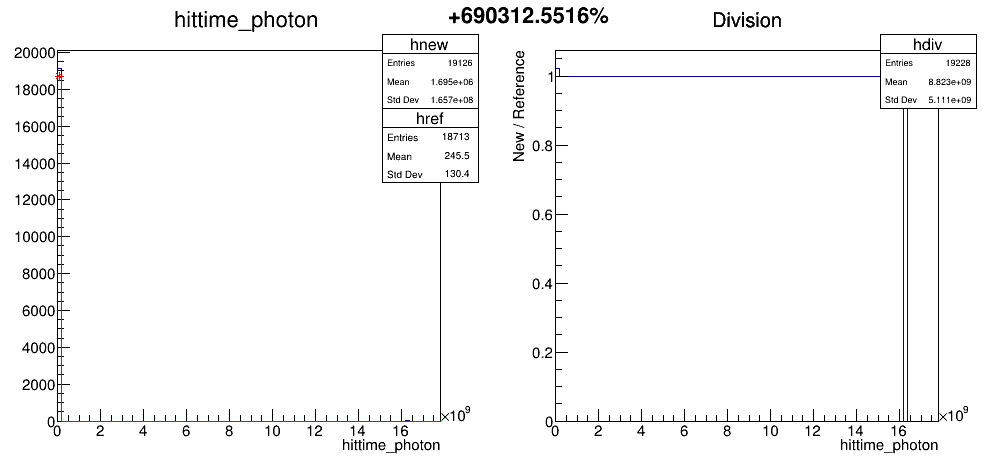 +690312.5516%
hittime_photon
hnew
Entries 19126
Mean 1.695e+06
Std Dev 1.657e+08
href
Entries 18713
Mean 245.5
Std Dev 130.4
20000
18000
16000
14000
12000
10000
8000
6000
4000
2000
0
0 2 4 6 8 10 12 14 16
×10⁹
hittime_photon
Division
hdiv
Entries 19228
Mean 8.823e+09
Std Dev 5.111e+09
New / Reference
1
0.8
0.6
0.4
0.2
0
0 2 4 6 8 10 12 14 16
×10⁹
hittime_photon